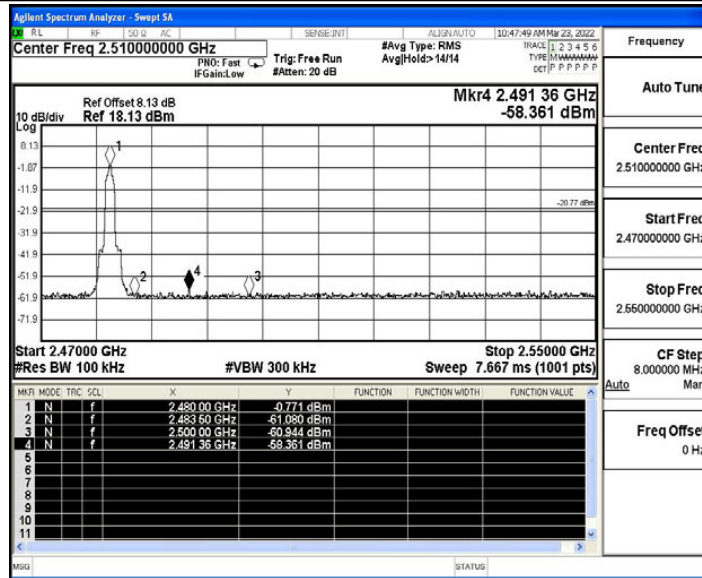 Agilent Spectrum Analyzer - Swept SA
RL RF 50 Ω AC SENSE:INT ALIGNAUTO 10:47:49 AM Mar 23, 2022
Center Freq 2.510000000 GHz
PNO: Fast
IFGain:Low
Trig: Free Run
#Atten: 20 dB
#Avg Type: RMS
Avg|Hold:> 14/14
TRACE 1 2 3 4 5 6
TYPE MWWWWW
DET P P P P P P
Frequency
Auto Tune
Center Freq
2.510000000 GHz
Start Freq
2.470000000 GHz
Stop Freq
2.550000000 GHz
CF Step
8.000000 MHz
Auto Man
Freq Offset
0 Hz
Mkr4 2.491 36 GHz
-58.361 dBm
Ref Offset 8.13 dB
10 dB/div Ref 18.13 dBm
Log
8.13
-1.87
-11.9
-21.9
-31.9
-41.9
-51.9
-61.9
-71.9
1
2
4
3
-20.77 dBm
Start 2.47000 GHz Stop 2.55000 GHz
#Res BW 100 kHz #VBW 300 kHz Sweep 7.667 ms (1001 pts)
MKR MODE TRC SCL X Y FUNCTION FUNCTION WIDTH FUNCTION VALUE
1 N f 2.480 00 GHz -0.771 dBm
2 N f 2.483 50 GHz -61.080 dBm
3 N f 2.500 00 GHz -60.944 dBm
4 N f 2.491 36 GHz -58.361 dBm
5
6
7
8
9
10
11
MSG STATUS